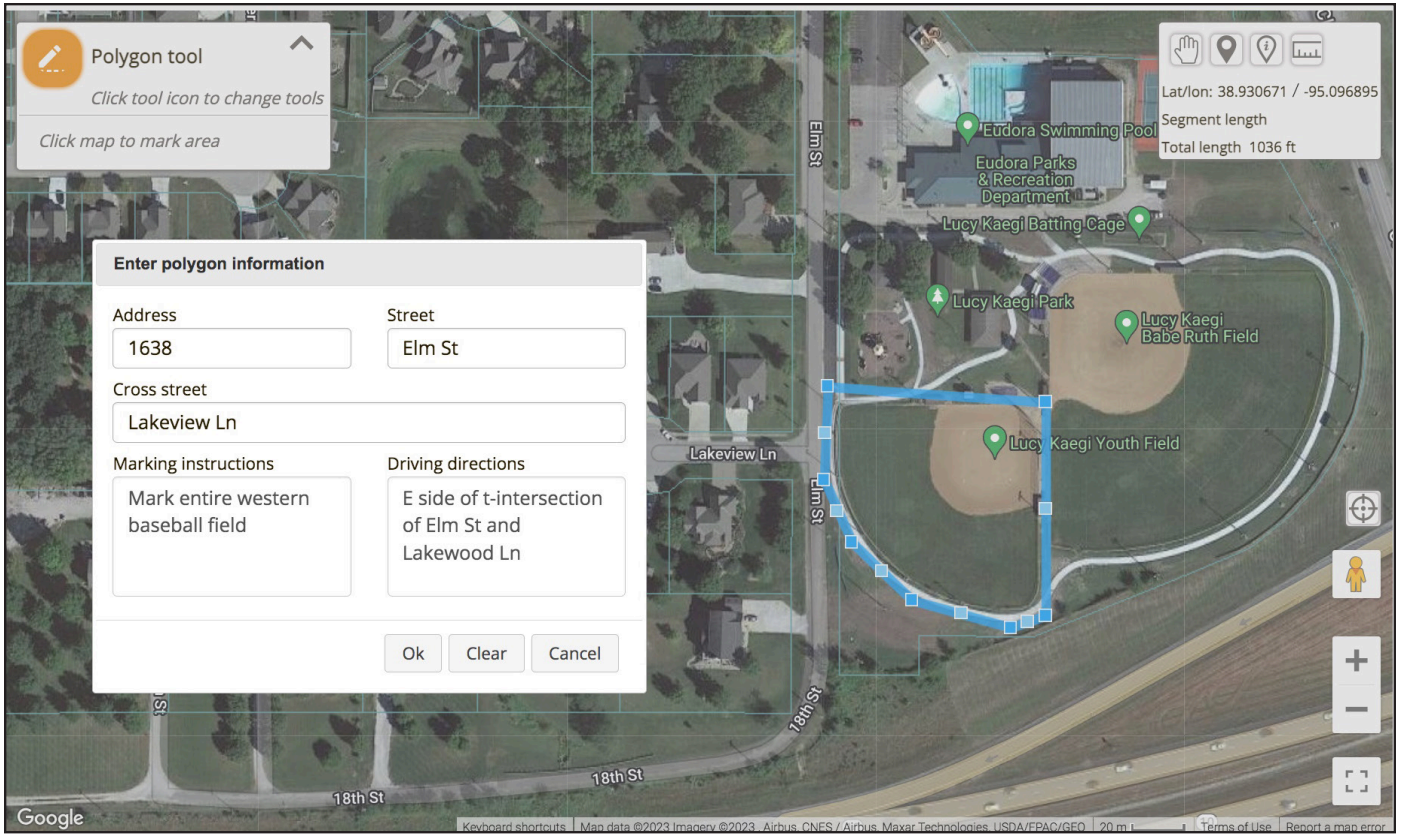 Polygon tool
Click tool icon to change tools
Click map to mark area
Lat/lon: 38.930671 / -95.096895
Segment length
Total length 1036 ft
Elm St
Eudora Swimming Pool
Eudora Parks
& Recreation
Department
Lucy Kaegi Batting Cage
Lucy Kaegi Park
Lucy Kaegi
Babe Ruth Field
Lucy Kaegi Youth Field
Lakeview Ln
Elm St
Enter polygon information
Address
Street
1638
Elm St
Cross street
Lakeview Ln
Marking instructions
Driving directions
Mark entire western
baseball field
E side of t-intersection
of Elm St and
Lakewood Ln
Ok
Clear
Cancel
St
18th St
18th St
18th St
Google
Keyboard shortcuts
Map data ©2023 Imagery ©2023 , Airbus, CNES / Airbus, Maxar Technologies, USDA/FPAC/GEO
20 m
Terms of Use
Report a map error